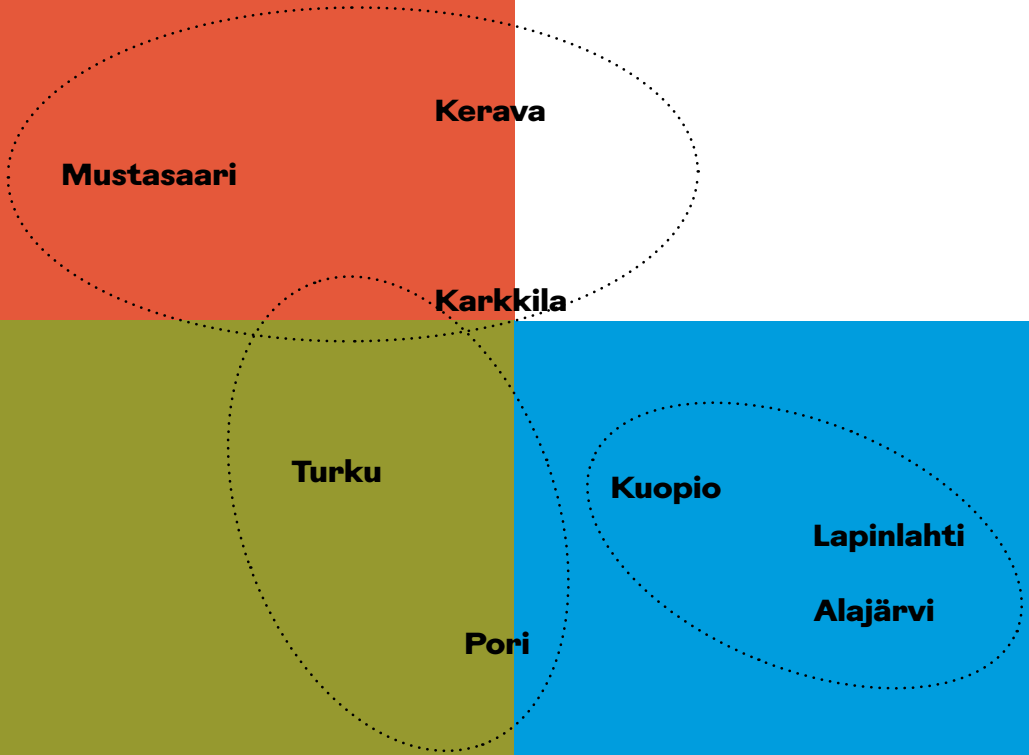 Kerava
Mustasaari
Karkkila
Turku
Kuopio
Lapinlahti
Alajärvi
Pori